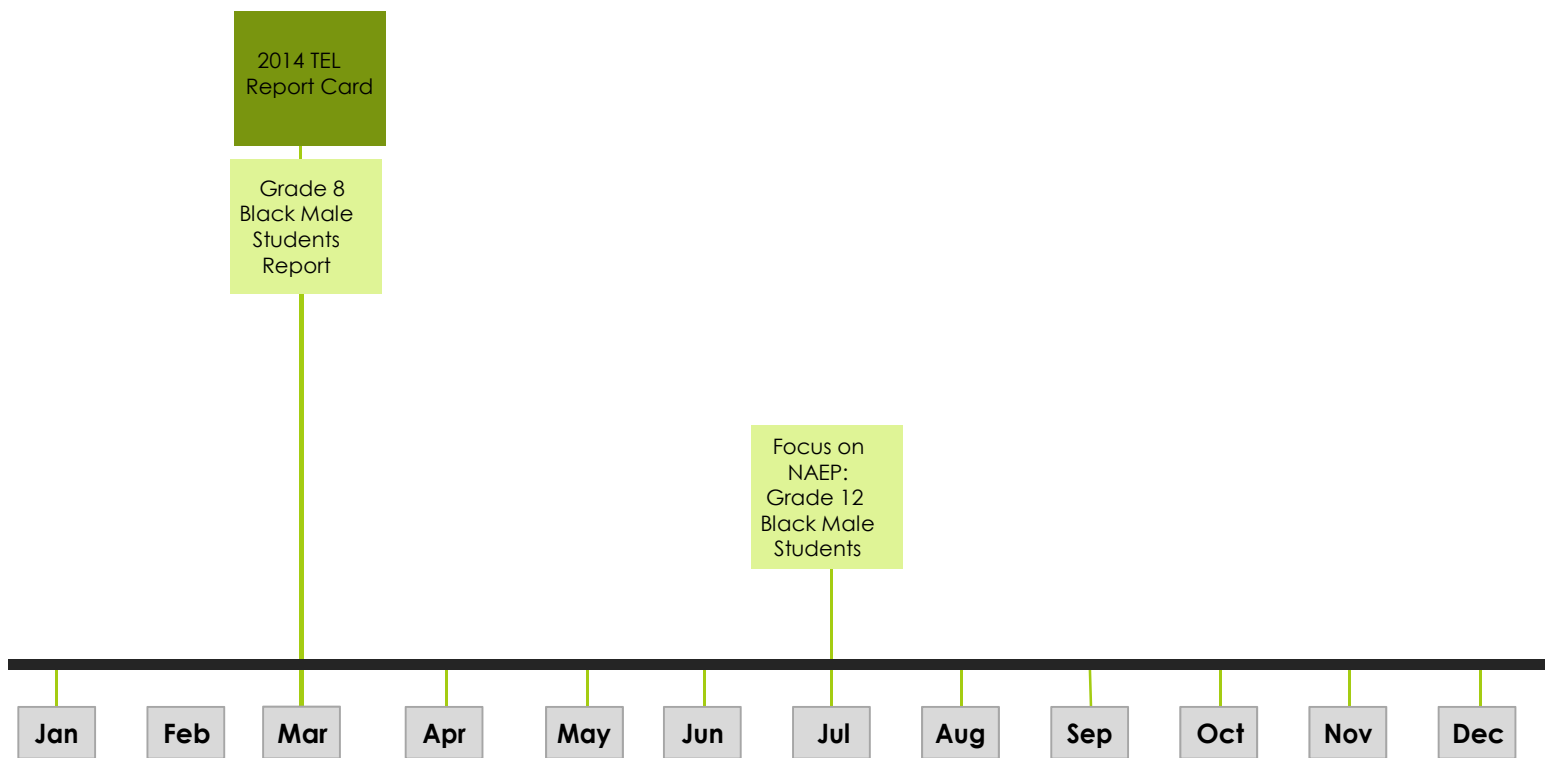 2014 TEL
Report Card
Grade 8
Black Male
Students
Report
Focus on
NAEP:
Grade 12
Black Male
Students
Jan
Feb
Mar
Apr
May
Jun
Jul
Aug
Sep
Oct
Nov
Dec